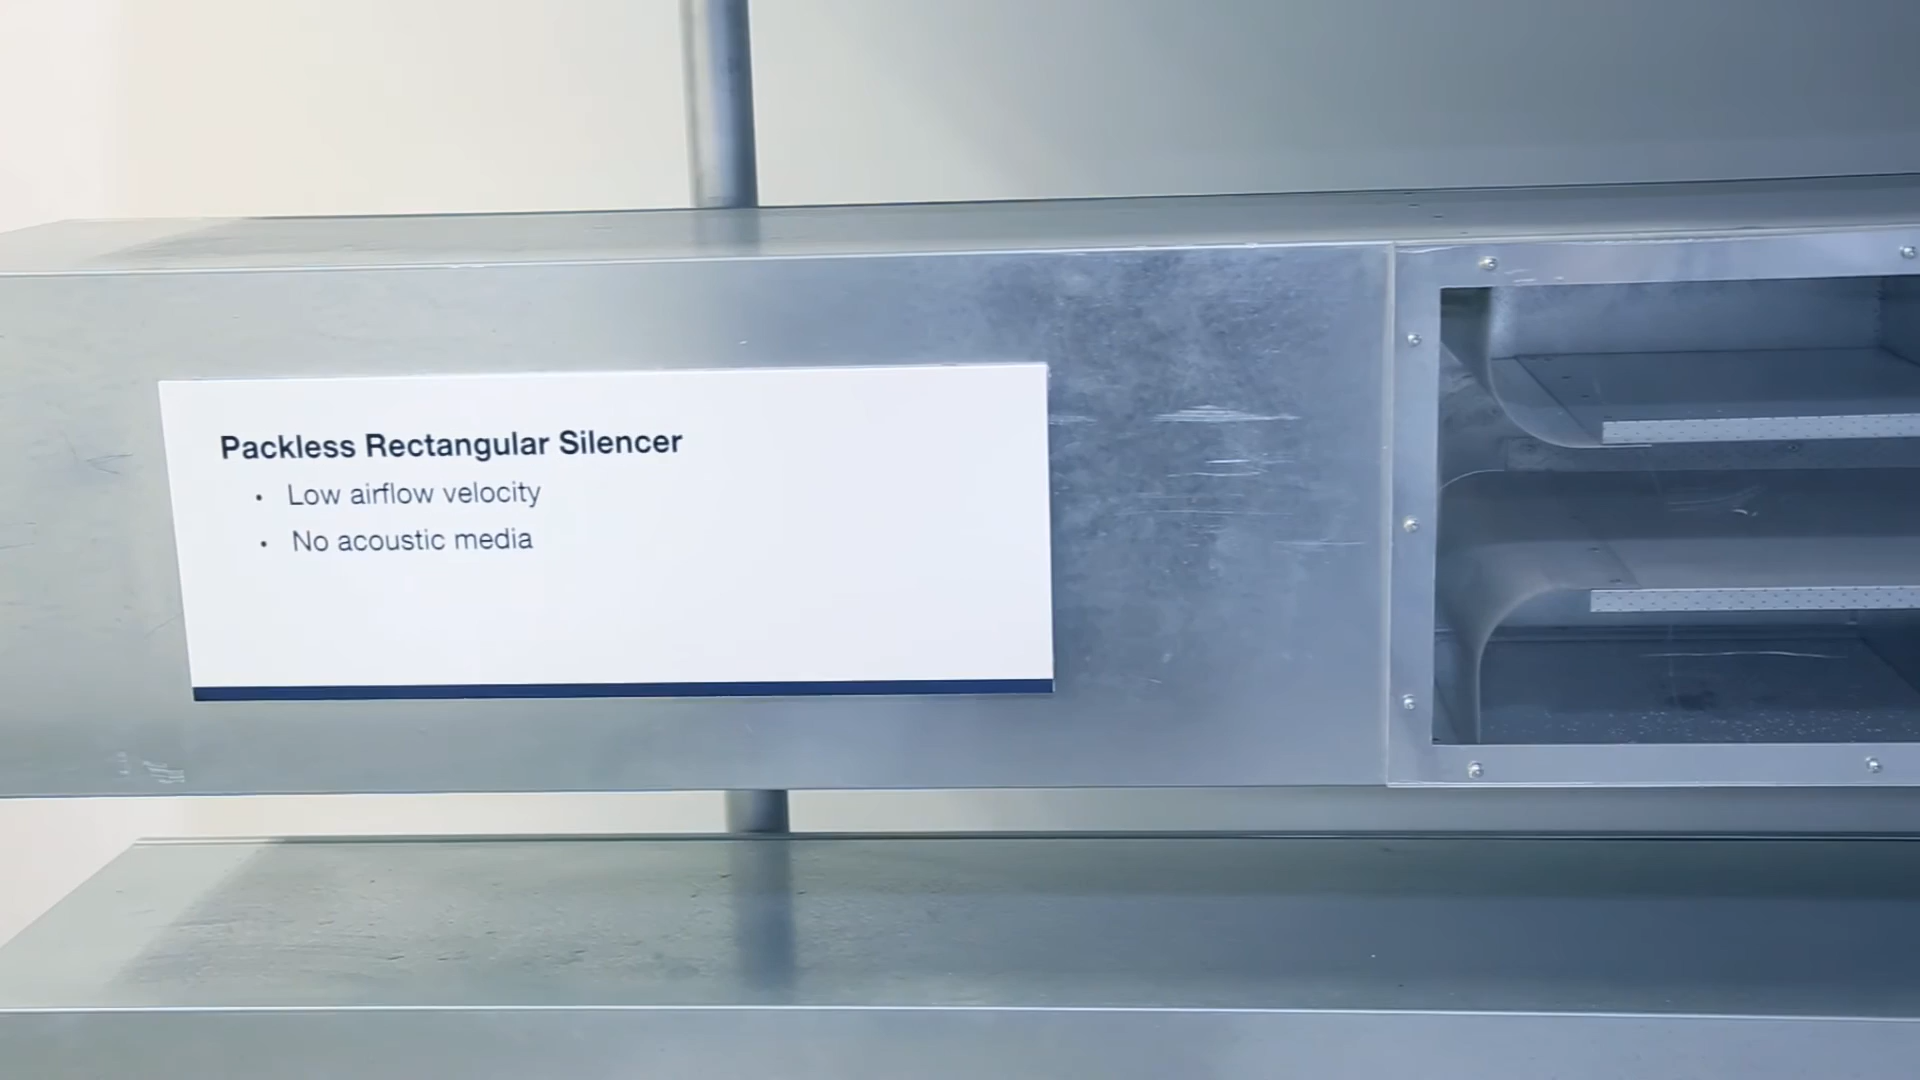 Packless Rectangular Silencer
• Low airflow velocity
• No acoustic media